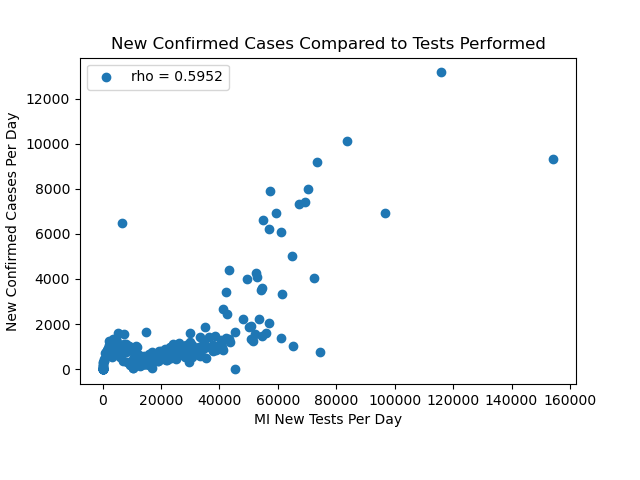 New Confirmed Cases Compared to Tests Performed
rho = 0.5952
New Confirmed Caeses Per Day
12000
10000
8000
6000
4000
2000
0
0 20000 40000 60000 80000 100000 120000 140000 160000
MI New Tests Per Day